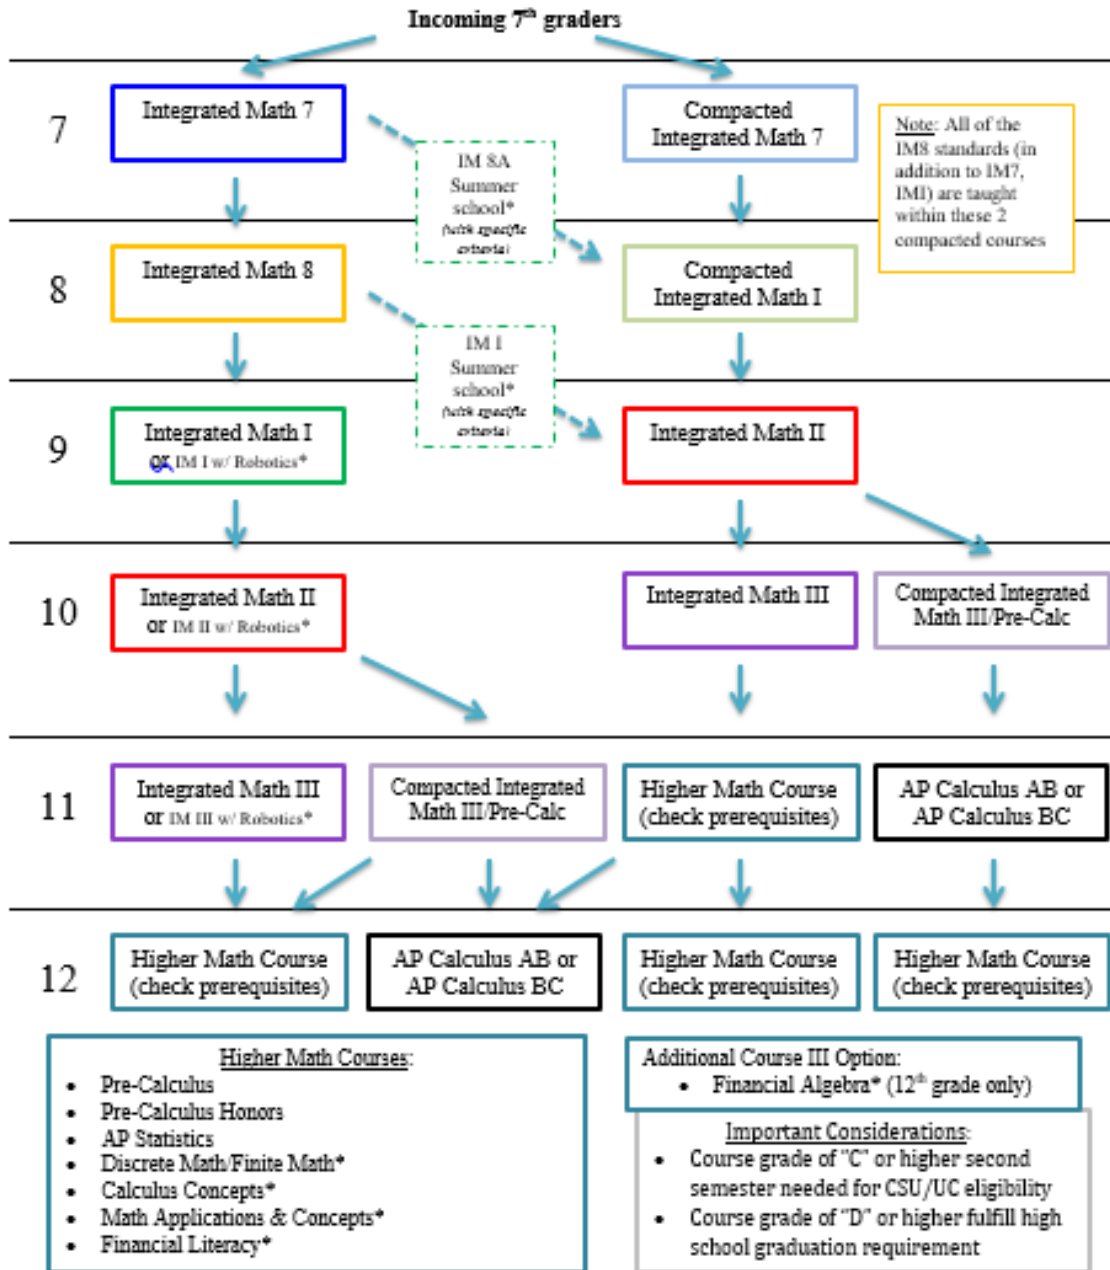 Incoming 7th graders
7
Integrated Math 7
Compacted
Integrated Math 7
Note: All of the
IM8 standards (in
addition to IM7,
IMI) are taught
within these 2
compacted courses
IM 8A
Summer
school*
(with specific
criteria)
8
Integrated Math 8
Compacted
Integrated Math I
IM I
Summer
school*
(with specific
criteria)
9
Integrated Math I
or IM I w/ Robotics*
Integrated Math II
10
Integrated Math II
or IM II w/ Robotics*
Integrated Math III
Compacted Integrated
Math III/Pre-Calc
11
Integrated Math III
or IM III w/ Robotics*
Compacted Integrated
Math III/Pre-Calc
Higher Math Course
(check prerequisites)
AP Calculus AB or
AP Calculus BC
12
Higher Math Course
(check prerequisites)
AP Calculus AB or
AP Calculus BC
Higher Math Course
(check prerequisites)
Higher Math Course
(check prerequisites)
Higher Math Courses:
• Pre-Calculus
• Pre-Calculus Honors
• AP Statistics
• Discrete Math/Finite Math*
• Calculus Concepts*
• Math Applications & Concepts*
• Financial Literacy*
Additional Course III Option:
• Financial Algebra* (12th grade only)
Important Considerations:
• Course grade of "C" or higher second
semester needed for CSU/UC eligibility
• Course grade of "D" or higher fulfill high
school graduation requirement